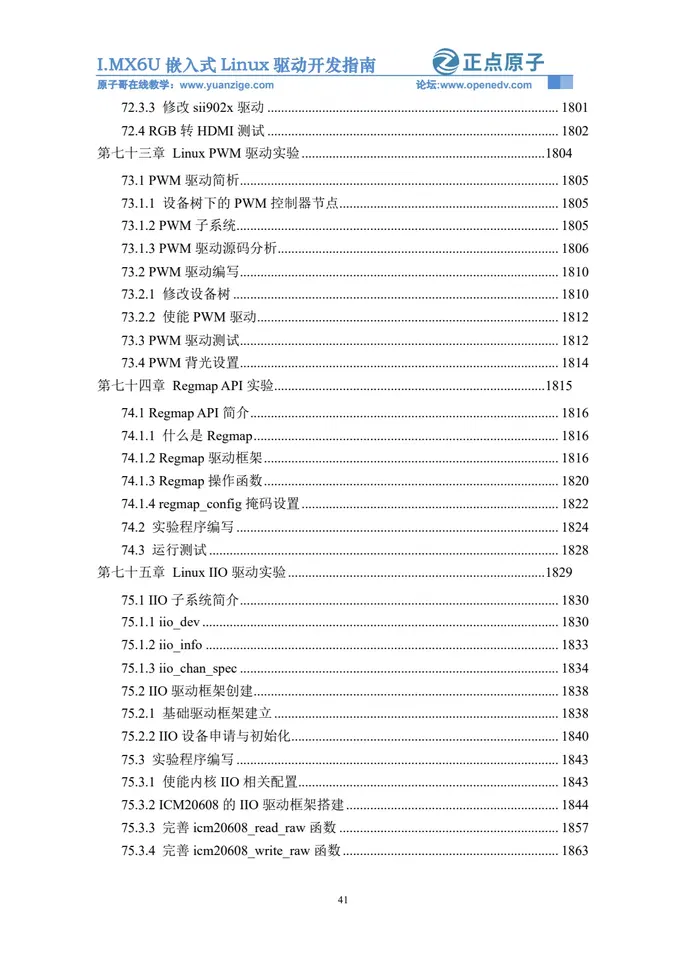 I.MX6U 嵌入式 Linux 驱动开发指南
正点原子
原子哥在线教学：www.yuanzige.com
论坛:www.openedv.com
72.3.3 修改 sii902x 驱动 ........ 1801
72.4 RGB 转 HDMI 测试 ........ 1802
第七十三章 Linux PWM 驱动实验 ........1804
73.1 PWM 驱动简析........ 1805
73.1.1 设备树下的 PWM 控制器节点........ 1805
73.1.2 PWM 子系统........ 1805
73.1.3 PWM 驱动源码分析........ 1806
73.2 PWM 驱动编写........ 1810
73.2.1 修改设备树 ........ 1810
73.2.2 使能 PWM 驱动........ 1812
73.3 PWM 驱动测试........ 1812
73.4 PWM 背光设置........ 1814
第七十四章 Regmap API 实验........1815
74.1 Regmap API 简介........ 1816
74.1.1 什么是 Regmap........ 1816
74.1.2 Regmap 驱动框架........ 1816
74.1.3 Regmap 操作函数........ 1820
74.1.4 regmap_config 掩码设置........ 1822
74.2 实验程序编写........ 1824
74.3 运行测试........ 1828
第七十五章 Linux IIO 驱动实验........1829
75.1 IIO 子系统简介........ 1830
75.1.1 iio_dev........ 1830
75.1.2 iio_info........ 1833
75.1.3 iio_chan_spec........ 1834
75.2 IIO 驱动框架创建........ 1838
75.2.1 基础驱动框架建立........ 1838
75.2.2 IIO 设备申请与初始化........ 1840
75.3 实验程序编写........ 1843
75.3.1 使能内核 IIO 相关配置........ 1843
75.3.2 ICM20608 的 IIO 驱动框架搭建........ 1844
75.3.3 完善 icm20608_read_raw 函数........ 1857
75.3.4 完善 icm20608_write_raw 函数........ 1863
41